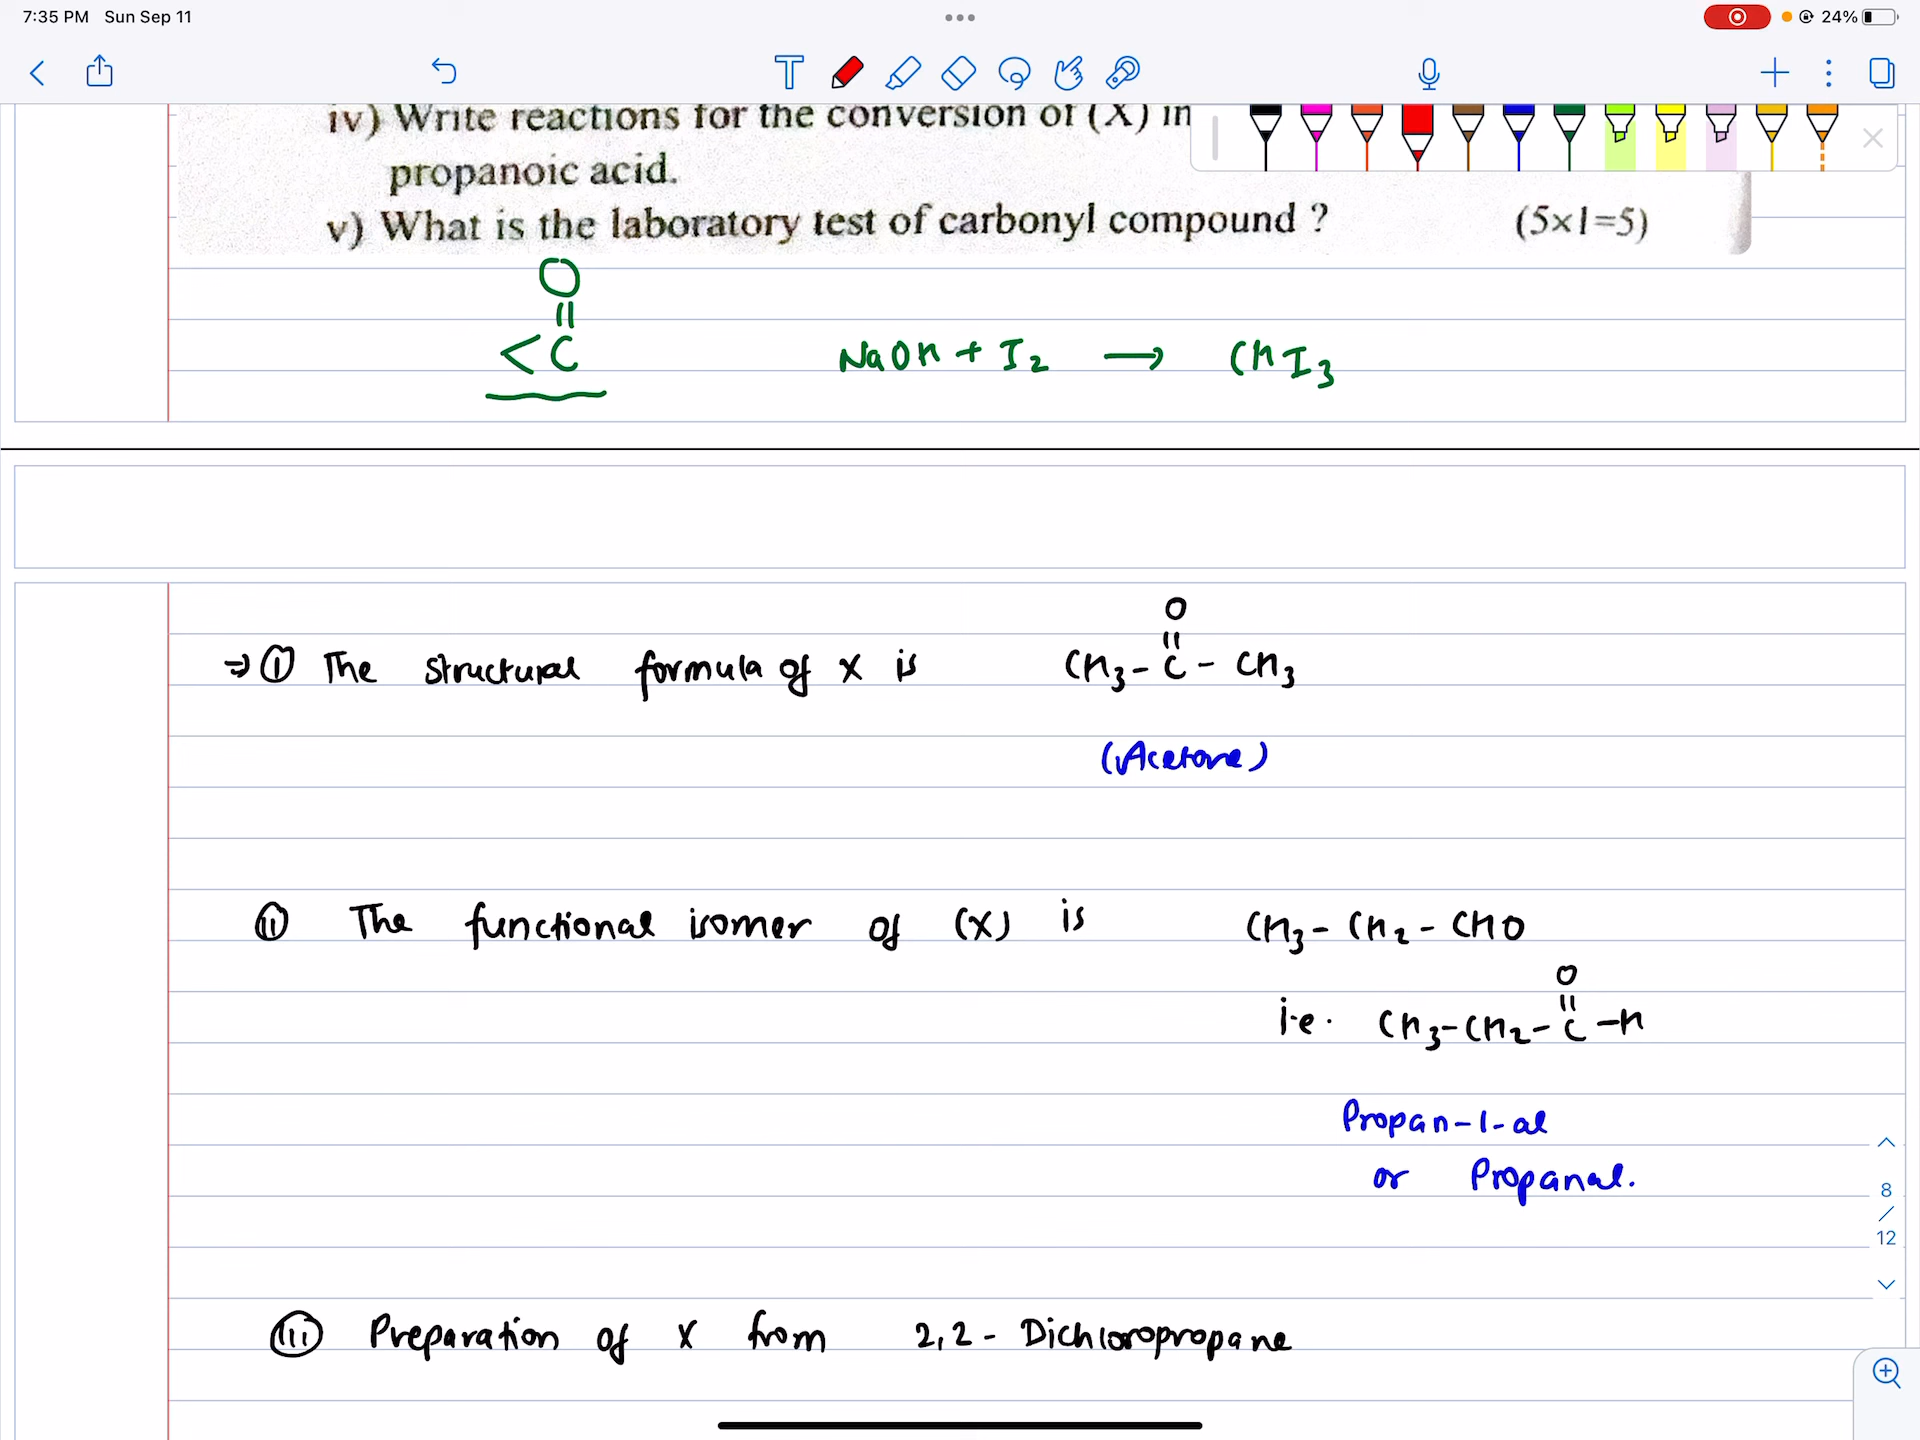 7:35 PM Sun Sep 11
24%
iv) Write reactions for the conversion of (X) in
propanoic acid.
v) What is the laboratory test of carbonyl compound ? (5×1=5)
O
||
<C NaOH + I2 → CHI3
O
||
⇒ (i) The structural formula of X is CH3 - C - CH3
(Acetone)
(ii) The functional isomer of (X) is CH3 - CH2 - CHO
O
||
i.e. CH3-CH2-C-H
Propan-1-al
or Propanal.
8
/
12
(iii) Preparation of X from 2,2 - Dichloropropane